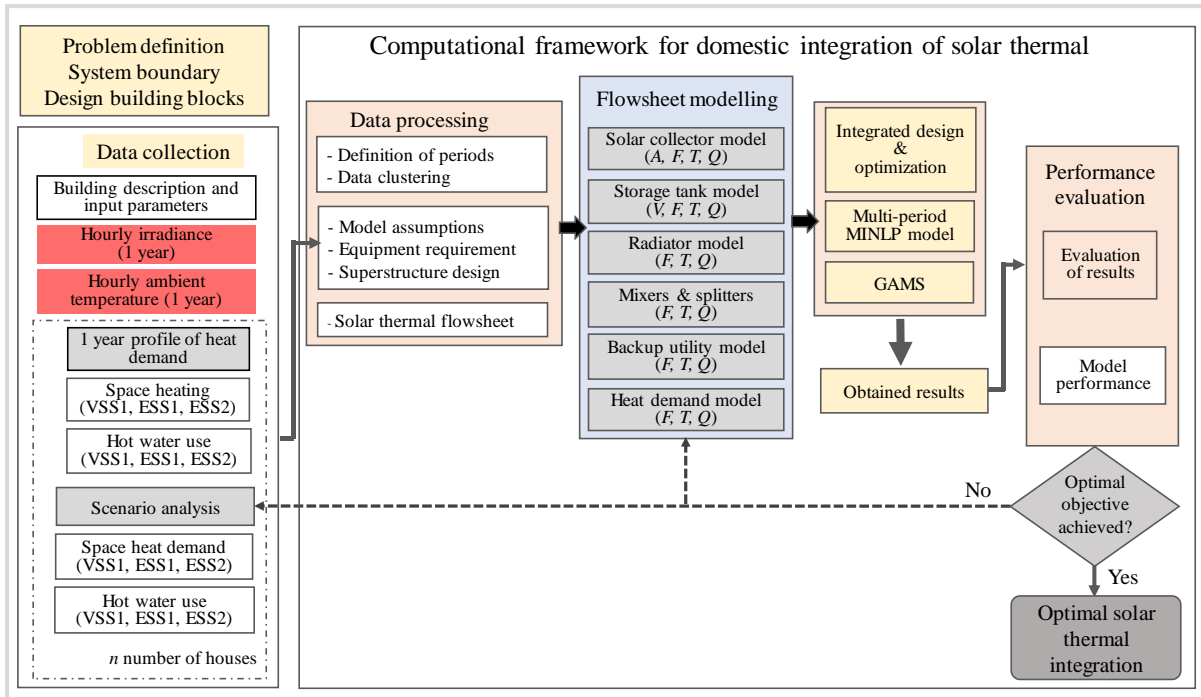 Problem definition
System boundary
Design building blocks
Data collection
Building description and
input parameters
Hourly irradiance
(1 year)
Hourly ambient
temperature (1 year)
1 year profile of heat
demand
Space heating
(VSS1, ESS1, ESS2)
Hot water use
(VSS1, ESS1, ESS2)
Scenario analysis
Space heat demand
(VSS1, ESS1, ESS2)
Hot water use
(VSS1, ESS1, ESS2)
n number of houses
Computational framework for domestic integration of solar thermal
Data processing
- Definition of periods
- Data clustering
- Model assumptions
- Equipment requirement
- Superstructure design
- Solar thermal flowsheet
Flowsheet modelling
Solar collector model
(A, F, T, Q)
Storage tank model
(V, F, T, Q)
Radiator model
(F, T, Q)
Mixers & splitters
(F, T, Q)
Backup utility model
(F, T, Q)
Heat demand model
(F, T, Q)
Integrated design
&
optimization
Multi-period
MINLP model
GAMS
Obtained results
Performance
evaluation
Evaluation
of results
Model
performance
Optimal
objective
achieved?
No
Yes
Optimal solar
thermal
integration